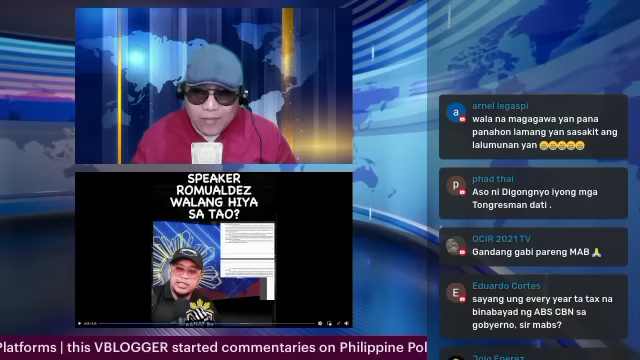 SPEAKER
ROMUALDEZ
WALANG HIYA
SA TAO?
Platforms | this VBLOGGER started commentaries on Philippine Pol
arnel legaspi
a
wala na magagawa yan pana
panahon lamang yan sasakit ang
lalumunan yan 😄😄😄😄😄
phad thai
p
Aso ni Digongnyo iyong mga
Tongresman dati .
OCIR 2021 TV
Gandang gabi pareng MAB 🙏
Eduardo Cortes
E
sayang ung every year ta tax na
binabayad ng ABS CBN sa
gobyerno, sir mabs?